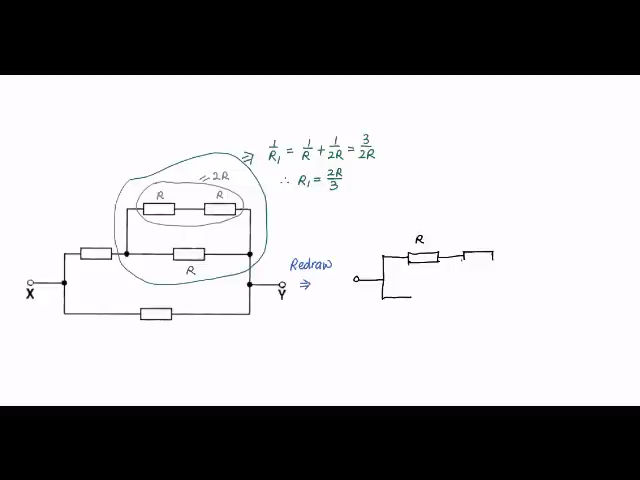 1/R₁ = 1/R + 1/2R = 3/2R
∴ R₁ = 2R/3
= 2R
R R
R
X
Y
Redraw
⇒
R